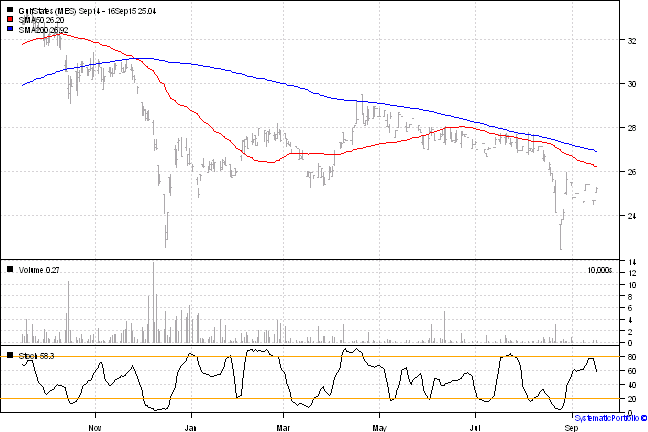 Gulf States (MES) Sep14 - 16Sep15 25.04
SMA50,26.20
SMA200,26.92
32
30
28
26
24
Volume 0.27
10,000s
14
12
10
8
6
4
2
0
Stoch 58.3
80
60
40
20
0
Nov Jan Mar May Jul Sep
SystematicPortfolio ©